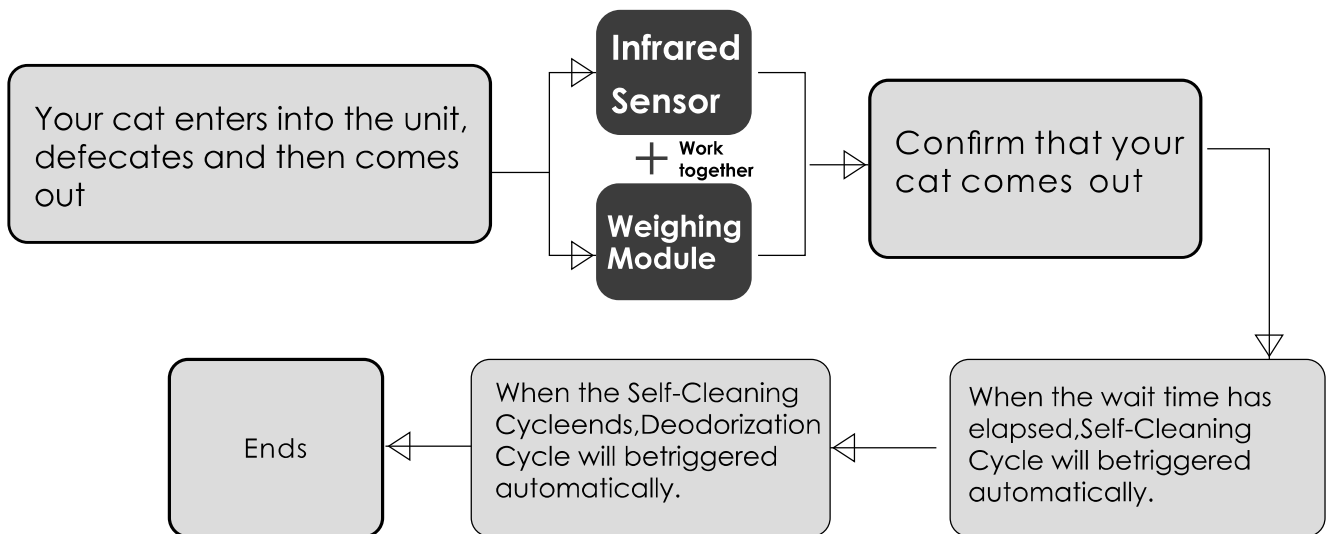 Your cat enters into the unit,
defecates and then comes
out
Infrared
Sensor
+ Work
together
Weighing
Module
Confirm that your
cat comes out
When the wait time has
elapsed,Self-Cleaning
Cycle will betriggered
automatically.
When the Self-Cleaning
Cycleends,Deodorization
Cycle will betriggered
automatically.
Ends